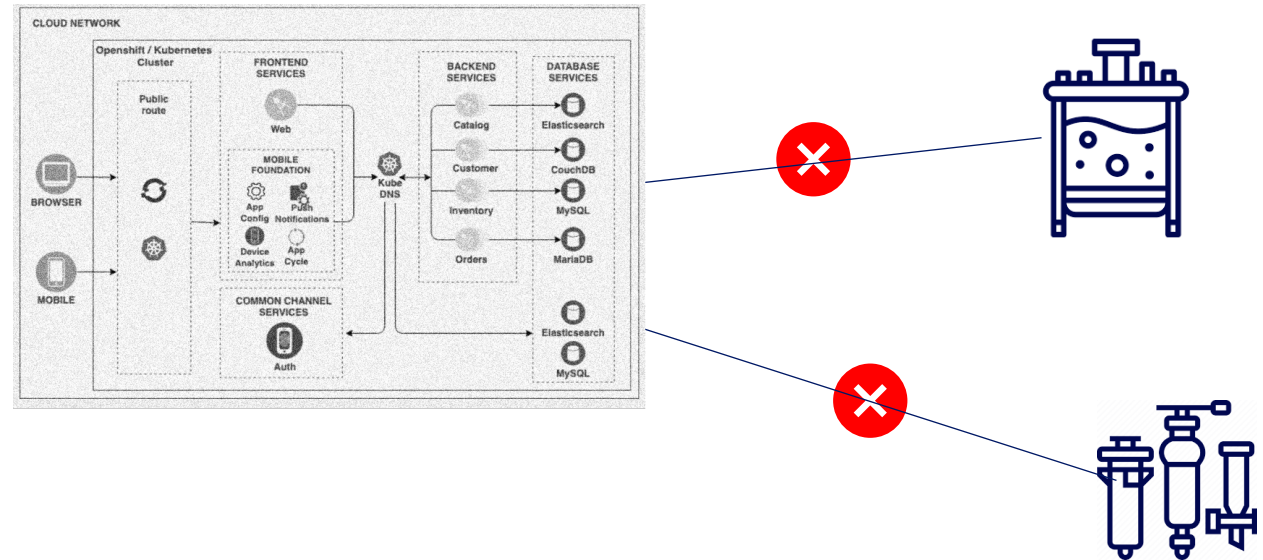 CLOUD NETWORK
Openshift / Kubernetes
Cluster
Public
route
BROWSER
MOBILE
FRONTEND
SERVICES
Web
MOBILE
FOUNDATION
App
Config
Push
Notifications
Device
Analytics
App
Cycle
COMMON CHANNEL
SERVICES
Auth
Kube
DNS
BACKEND
SERVICES
Catalog
Customer
Inventory
Orders
DATABASE
SERVICES
Elasticsearch
CouchDB
MySQL
MariaDB
Elasticsearch
MySQL